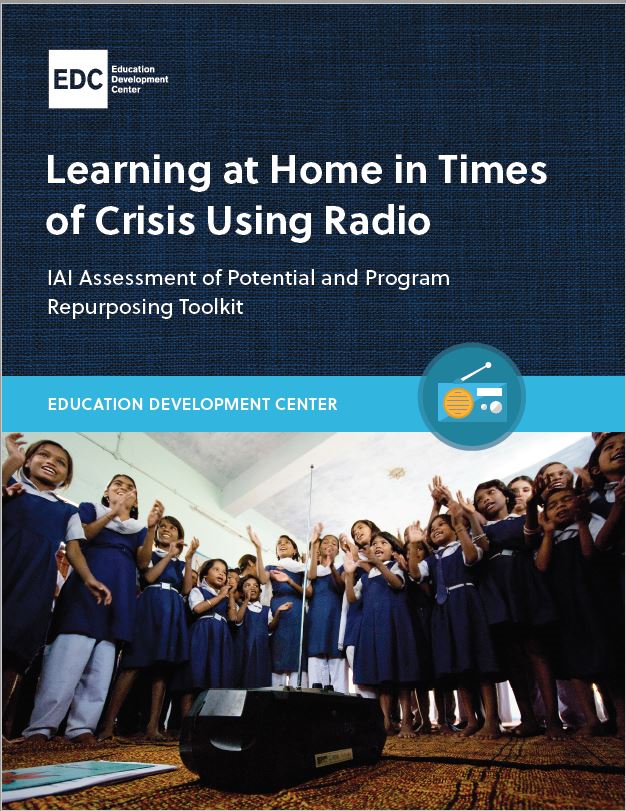 EDC
Education
Development
Center
Learning at Home in Times
of Crisis Using Radio
IAI Assessment of Potential and Program
Repurposing Toolkit
EDUCATION DEVELOPMENT CENTER